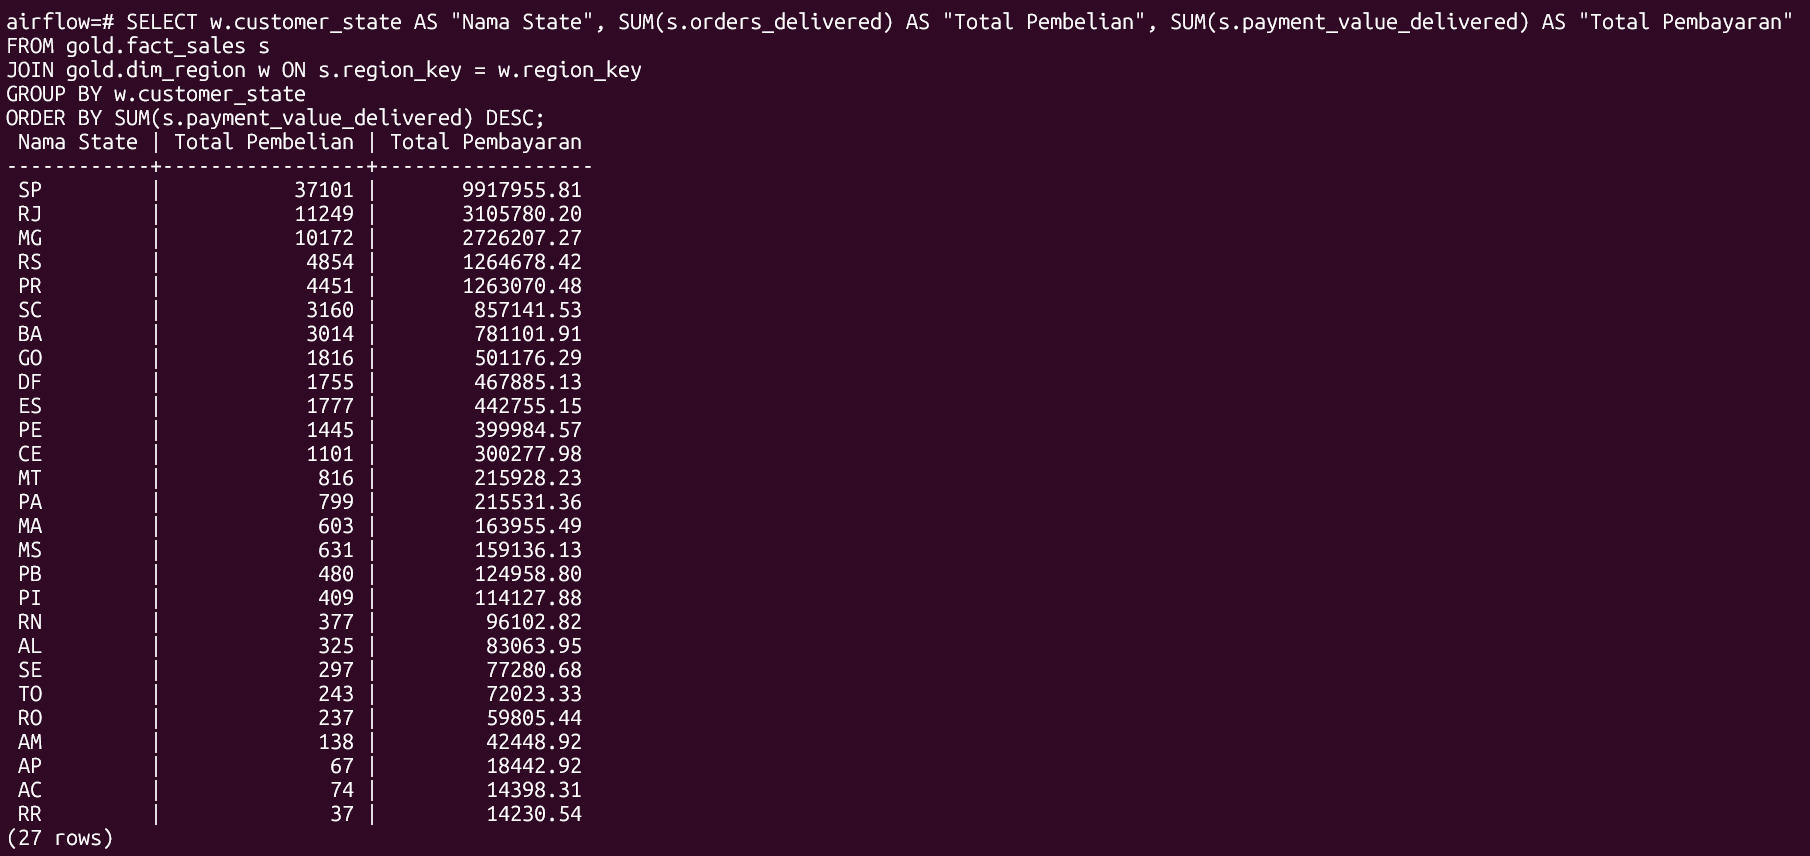 airflow=# SELECT w.customer_state AS "Nama State", SUM(s.orders_delivered) AS "Total Pembelian", SUM(s.payment_value_delivered) AS "Total Pembayaran"
FROM gold.fact_sales s
JOIN gold.dim_region w ON s.region_key = w.region_key
GROUP BY w.customer_state
ORDER BY SUM(s.payment_value_delivered) DESC;
 Nama State | Total Pembelian | Total Pembayaran
------------+-----------------+------------------
 SP         |           37101 |       9917955.81
 RJ         |           11249 |       3105780.20
 MG         |           10172 |       2726207.27
 RS         |            4854 |       1264678.42
 PR         |            4451 |       1263070.48
 SC         |            3160 |        857141.53
 BA         |            3014 |        781101.91
 GO         |            1816 |        501176.29
 DF         |            1755 |        467885.13
 ES         |            1777 |        442755.15
 PE         |            1445 |        399984.57
 CE         |            1101 |        300277.98
 MT         |             816 |        215928.23
 PA         |             799 |        215531.36
 MA         |             603 |        163955.49
 MS         |             631 |        159136.13
 PB         |             480 |        124958.80
 PI         |             409 |        114127.88
 RN         |             377 |         96102.82
 AL         |             325 |         83063.95
 SE         |             297 |         77280.68
 TO         |             243 |         72023.33
 RO         |             237 |         59805.44
 AM         |             138 |         42448.92
 AP         |              67 |         18442.92
 AC         |              74 |         14398.31
 RR         |              37 |         14230.54
(27 rows)